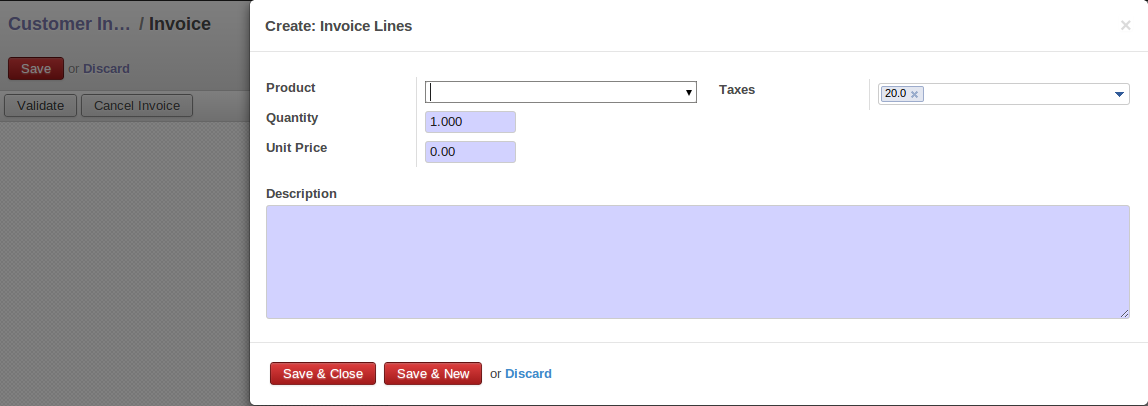 Customer In... / Invoice
Save or Discard
Validate Cancel Invoice
Create: Invoice Lines ×
Product
Taxes 20.0 ×
Quantity 1.000
Unit Price 0.00
Description
Save & Close Save & New or Discard